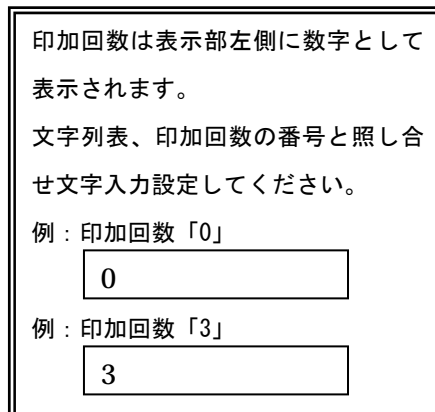 印加回数は表示部左側に数字として
表示されます。
文字列表、印加回数の番号と照し合
せ文字入力設定してください。
例：印加回数「0」
0
例：印加回数「3」
3